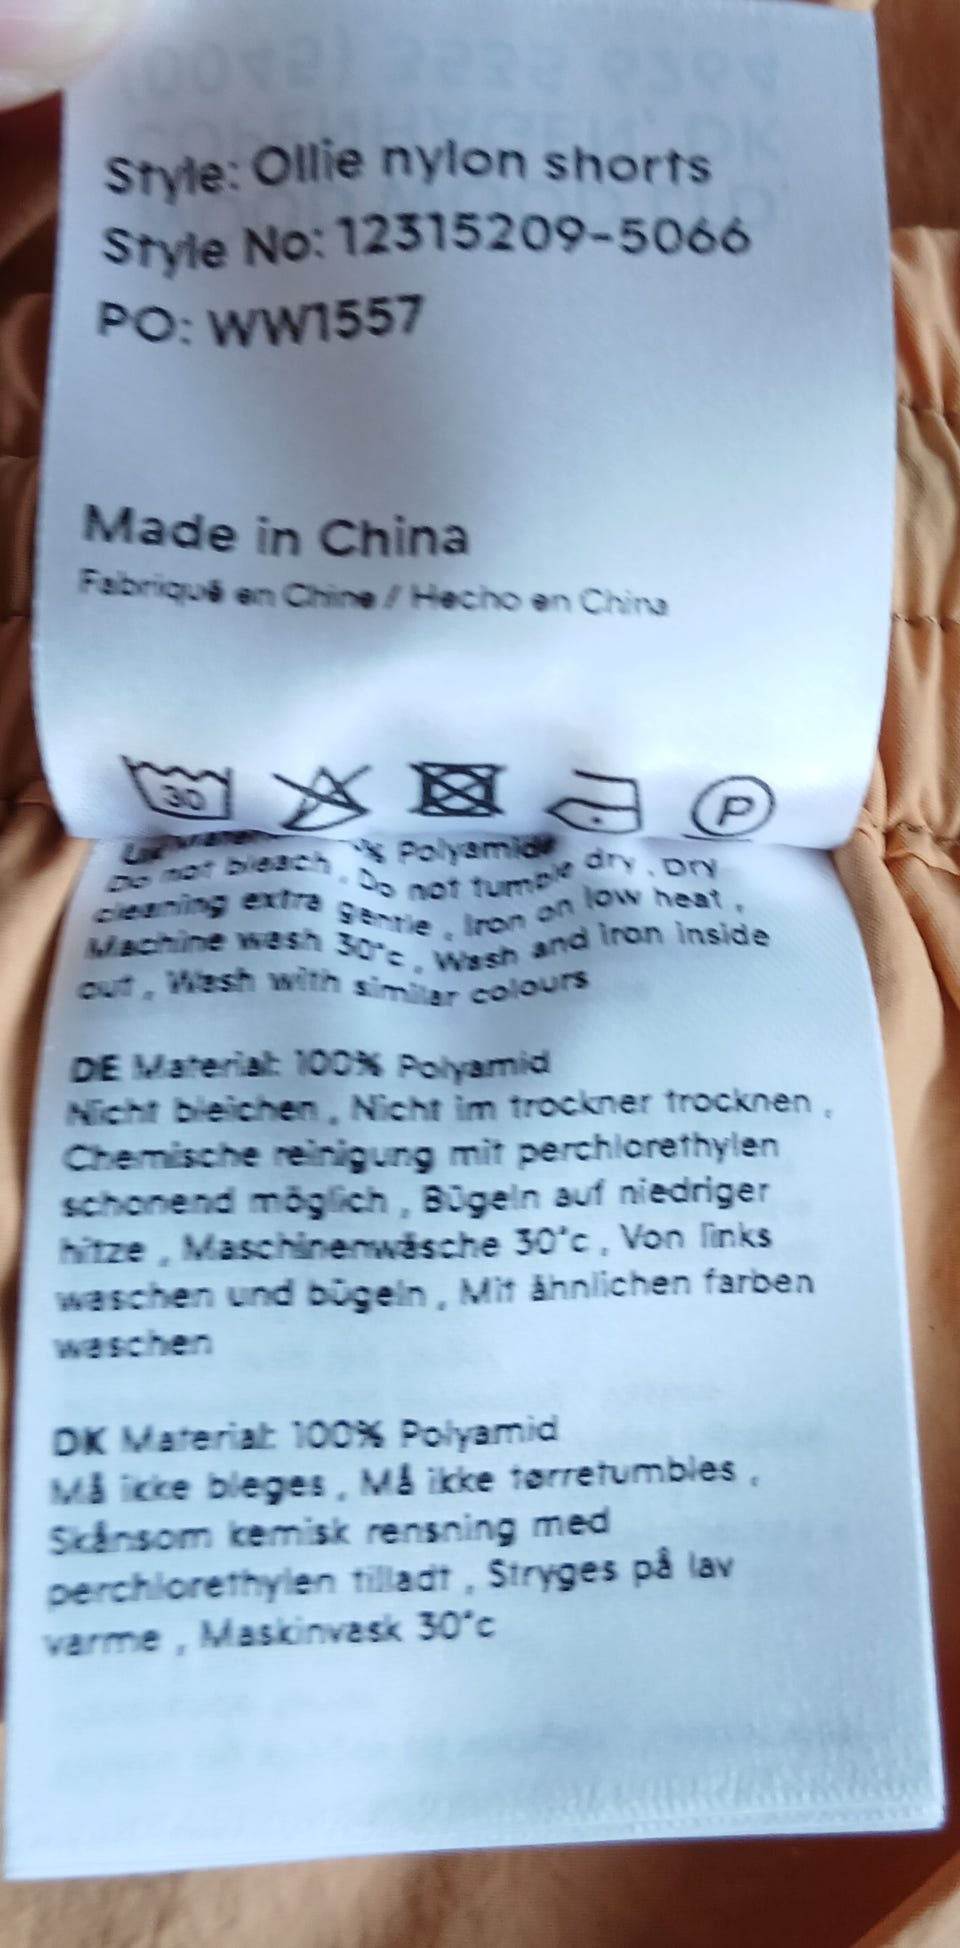 Style: Ollie nylon shorts
Style No: 12315209-5066
PO: WW1557
Made in China
Fabriqué en Chine / Hecho en China
30 P
% Polyamide
Do not bleach , Do not tumble dry , Dry
cleaning extra gentle , Iron on low heat ,
Machine wash 30°c , Wash and iron inside
out , Wash with similar colours
DE Material: 100% Polyamid
Nicht bleichen , Nicht im trockner trocknen ,
Chemische reinigung mit perchlorethylen
schonend möglich , Bügeln auf niedriger
hitze , Maschinenwäsche 30°c , Von links
waschen und bügeln , Mit ähnlichen farben
waschen
DK Material: 100% Polyamid
Må ikke bleges , Må ikke tørretumbles ,
Skånsom kemisk rensning med
perchlorethylen tilladt , Stryges på lav
varme , Maskinvask 30°c